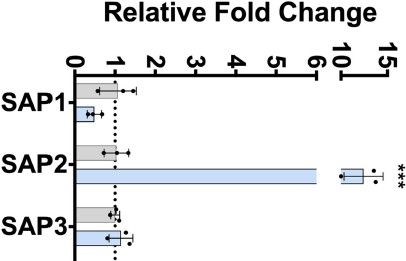 Relative Fold Change
0 1 2 3 4 5 6 10 15
SAP1
SAP2
***
SAP3